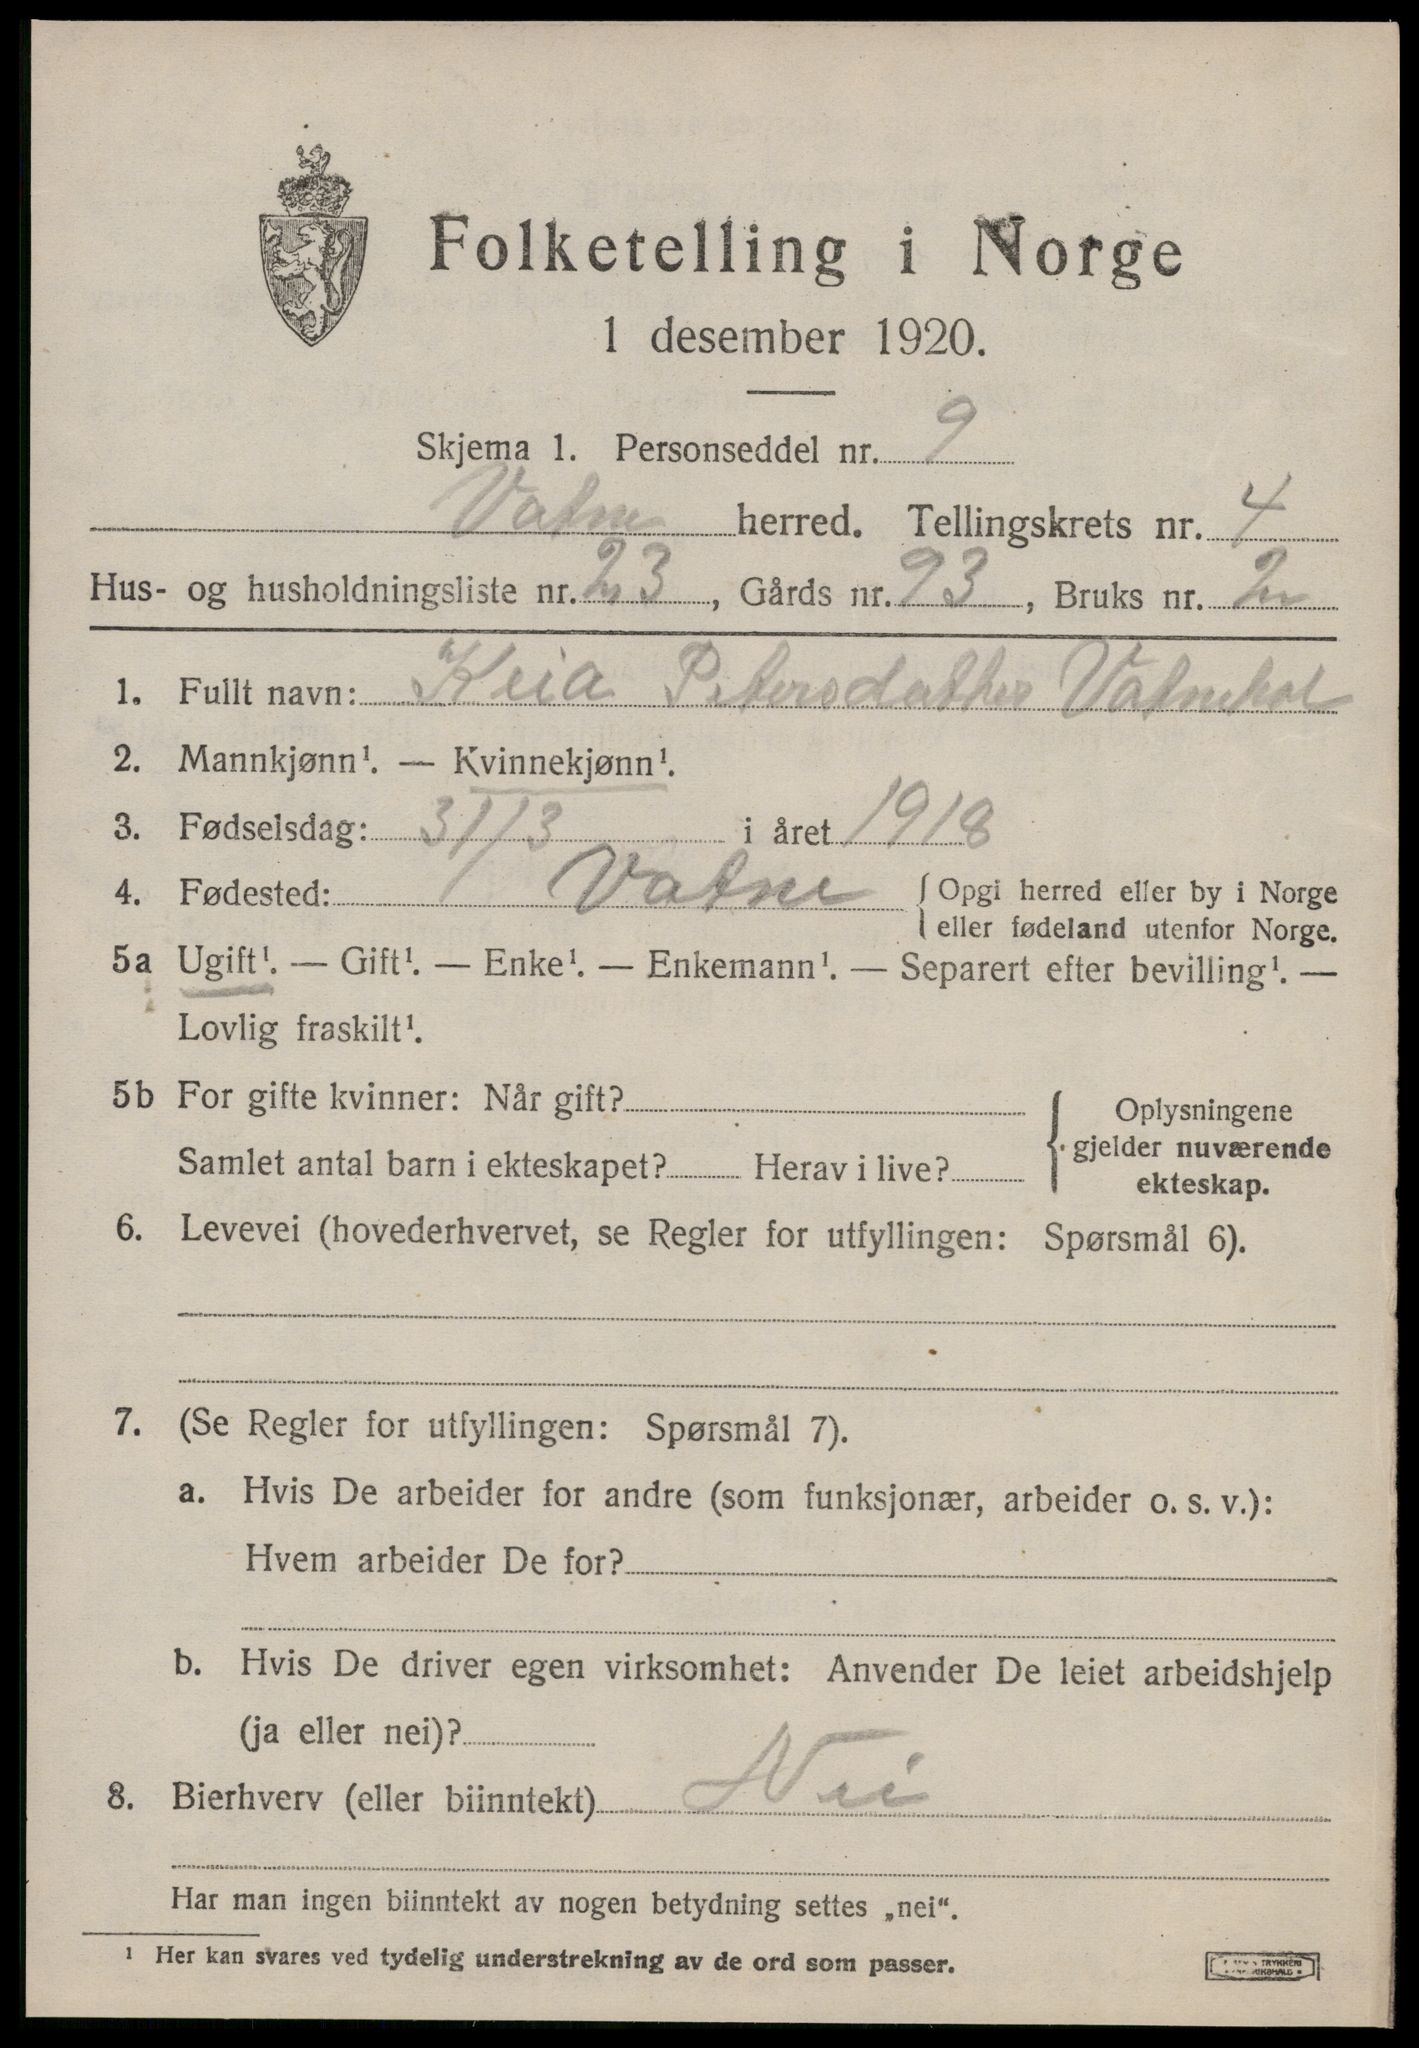 Folketelling i Norge
1 desember 1920.
Skjema 1. Personseddel nr. 9
Vatne herred. Tellingskrets nr. 4
Hus- og husholdningsliste nr. 23, Gårds nr. 93, Bruks nr. 2
1. Fullt navn: Petersdatter
2. Mannkjønn¹. — Kvinnekjønn¹.
3. Fødselsdag: 31/3 i året 1918
4. Fødested: Vatne { Opgi herred eller by i Norge
eller fødeland utenfor Norge.
5a Ugift¹. — Gift¹. — Enke¹. — Enkemann¹. — Separert efter bevilling¹. —
Lovlig fraskilt¹.
5b For gifte kvinner: Når gift? { Oplysningene
gjelder nuværende
Samlet antal barn i ekteskapet? Herav i live?
ekteskap.
6. Levevei (hovederhvervet, se Regler for utfyllingen: Spørsmål 6).
7. (Se Regler for utfyllingen: Spørsmål 7).
a. Hvis De arbeider for andre (som funksjonær, arbeider o. s. v.):
Hvem arbeider De for?
b. Hvis De driver egen virksomhet: Anvender De leiet arbeidshjelp
(ja eller nei)?
8. Bierhverv (eller biinntekt) Nei
Har man ingen biinntekt av nogen betydning settes „nei“.
¹ Her kan svares ved tydelig understrekning av de ord som passer.